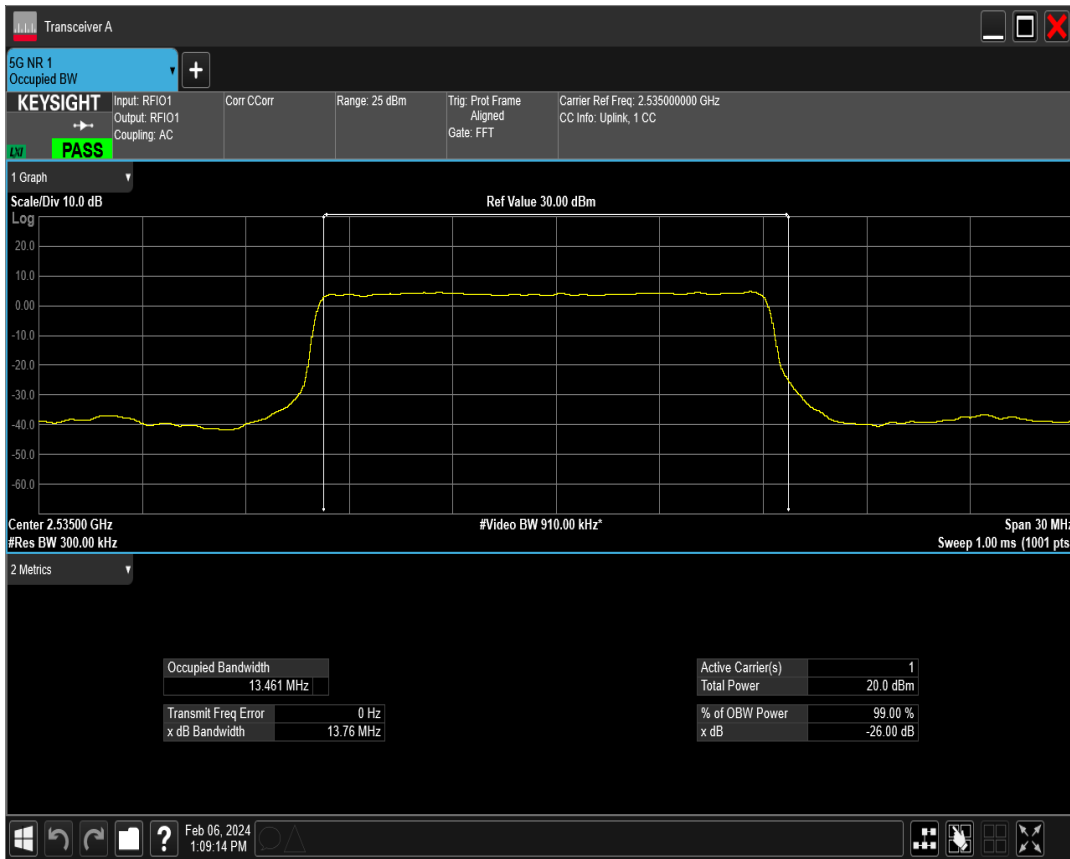 Transceiver A
5G NR 1
Occupied BW
+
KEYSIGHT
LXI
PASS
Input: RFIO1
Output: RFIO1
Coupling: AC
Corr CCorr
Range: 25 dBm
Trig: Prot Frame
Aligned
Gate: FFT
Carrier Ref Freq: 2.535000000 GHz
CC Info: Uplink, 1 CC
1 Graph
Scale/Div 10.0 dB
Ref Value 30.00 dBm
Log
20.0
10.0
0.00
-10.0
-20.0
-30.0
-40.0
-50.0
-60.0
Center 2.53500 GHz
#Video BW 910.00 kHz*
Span 30 MHz
#Res BW 300.00 kHz
Sweep 1.00 ms (1001 pts
2 Metrics
Occupied Bandwidth
13.461 MHz
Transmit Freq Error 0 Hz
x dB Bandwidth 13.76 MHz
Active Carrier(s) 1
Total Power 20.0 dBm
% of OBW Power 99.00 %
x dB -26.00 dB
?
Feb 06, 2024
1:09:14 PM